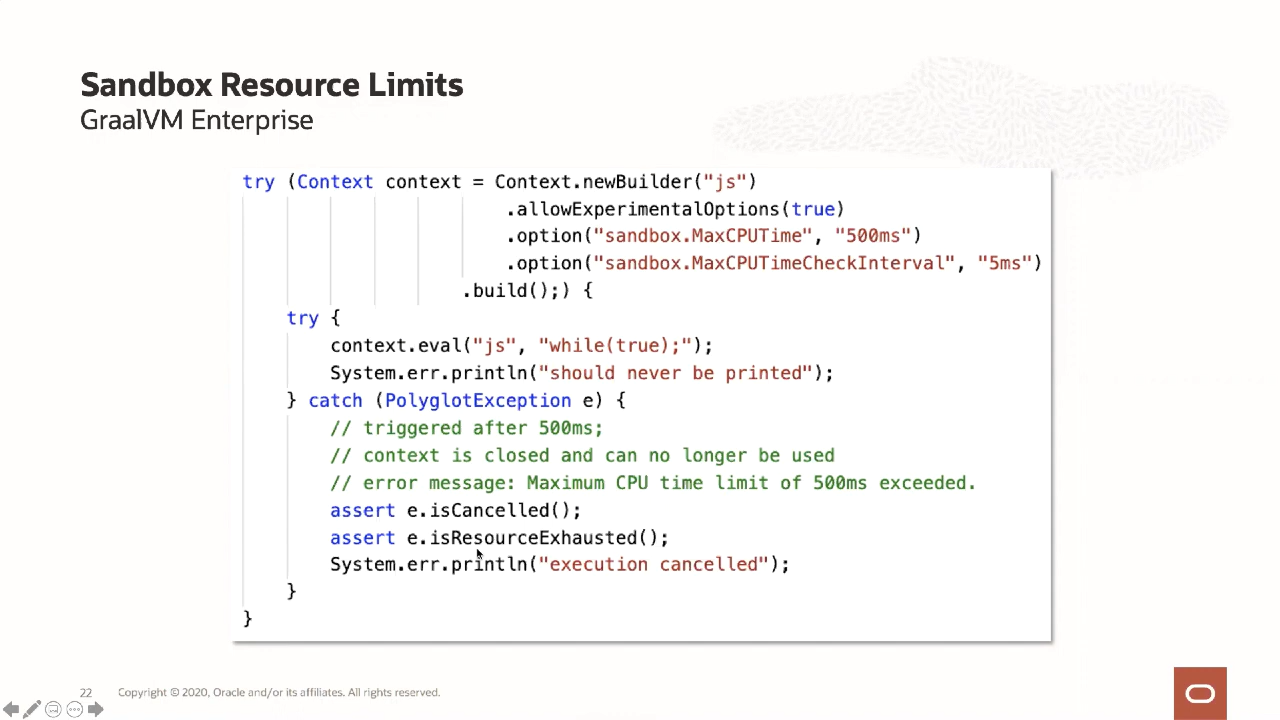 Sandbox Resource Limits
GraalVM Enterprise
try (Context context = Context.newBuilder("js")
.allowExperimentalOptions(true)
.option("sandbox.MaxCPUTime", "500ms")
.option("sandbox.MaxCPUTimeCheckInterval", "5ms")
.build();) {
try {
context.eval("js", "while(true);");
System.err.println("should never be printed");
} catch (PolyglotException e) {
// triggered after 500ms;
// context is closed and can no longer be used
// error message: Maximum CPU time limit of 500ms exceeded.
assert e.isCancelled();
assert e.isResourceExhausted();
System.err.println("execution cancelled");
}
}
22 Copyright © 2020, Oracle and/or its affiliates. All rights reserved.